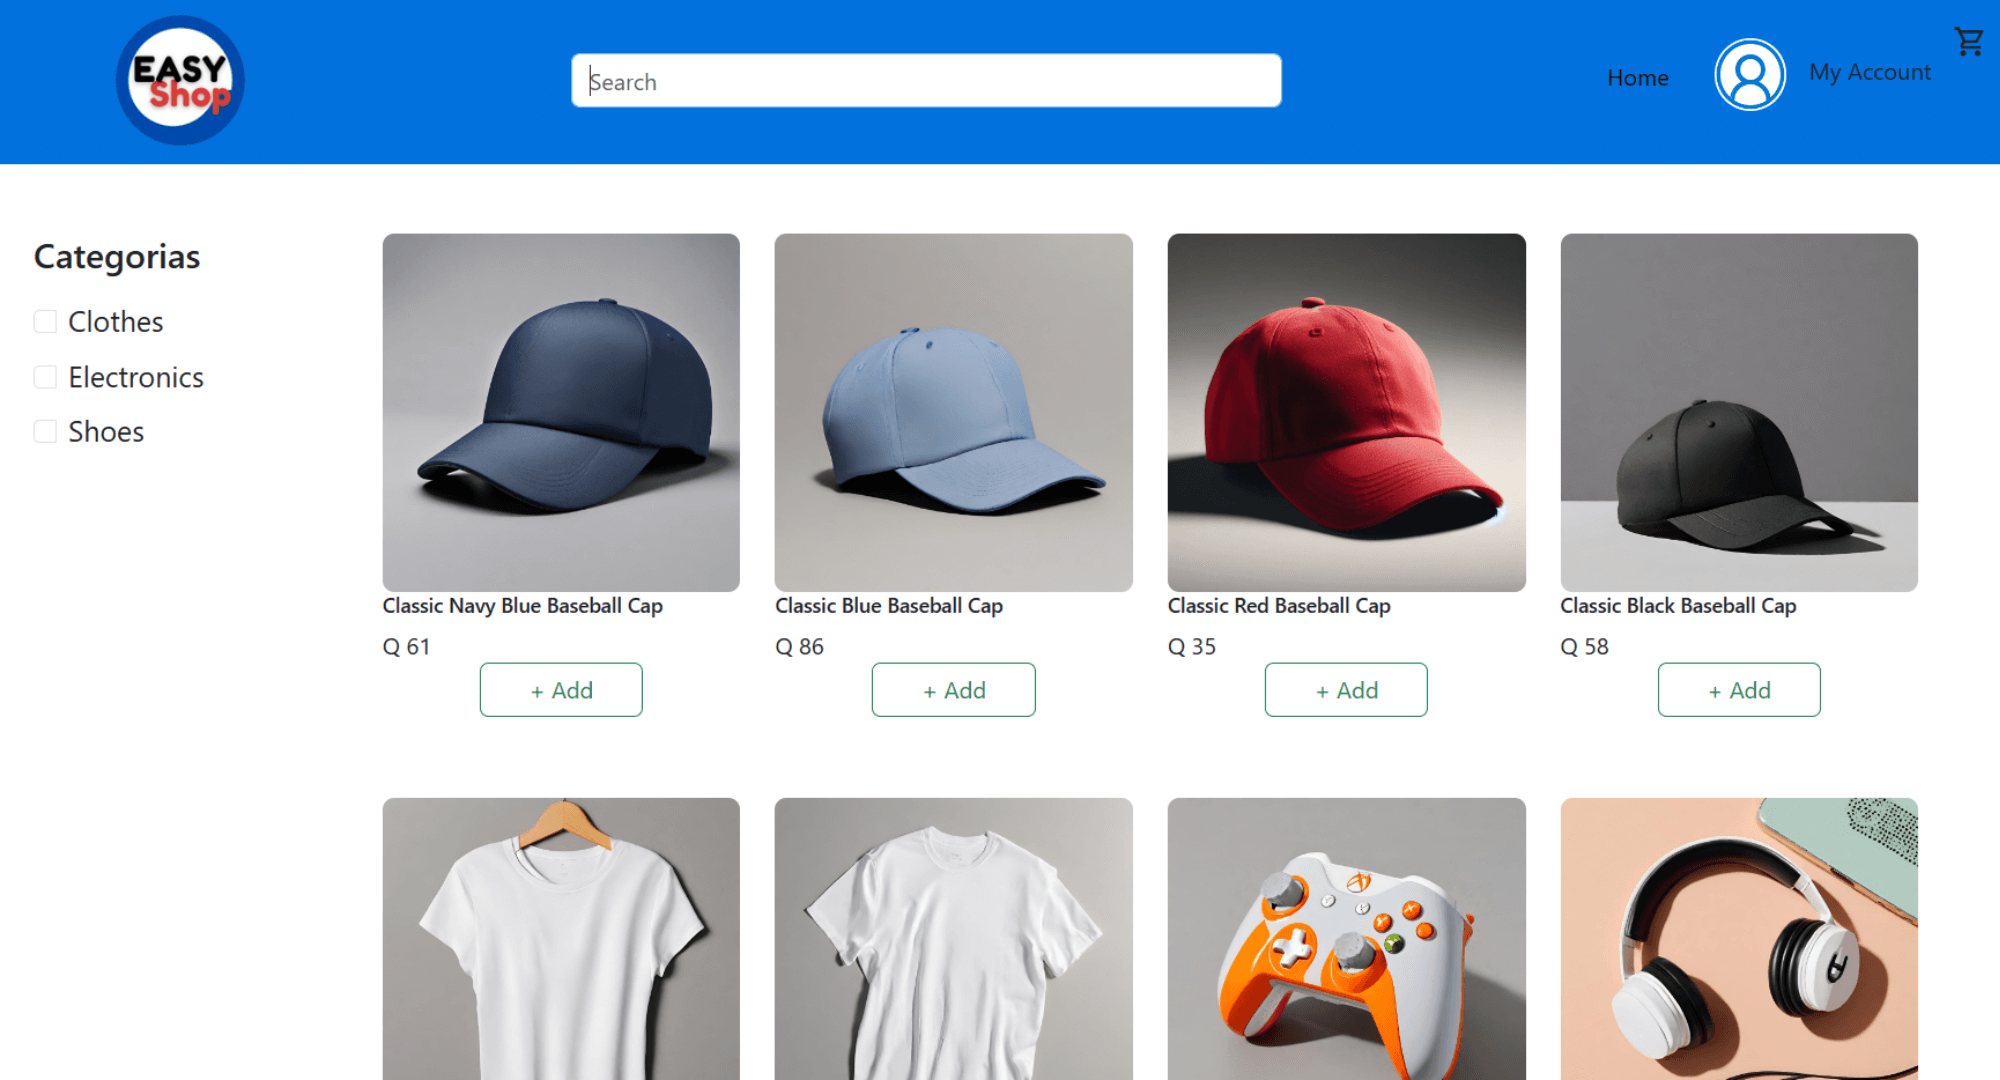 EASY
Shop
Search
Home
My Account
Categorias
Clothes
Electronics
Shoes
Classic Navy Blue Baseball Cap
Q 61
+ Add
Classic Blue Baseball Cap
Q 86
+ Add
Classic Red Baseball Cap
Q 35
+ Add
Classic Black Baseball Cap
Q 58
+ Add